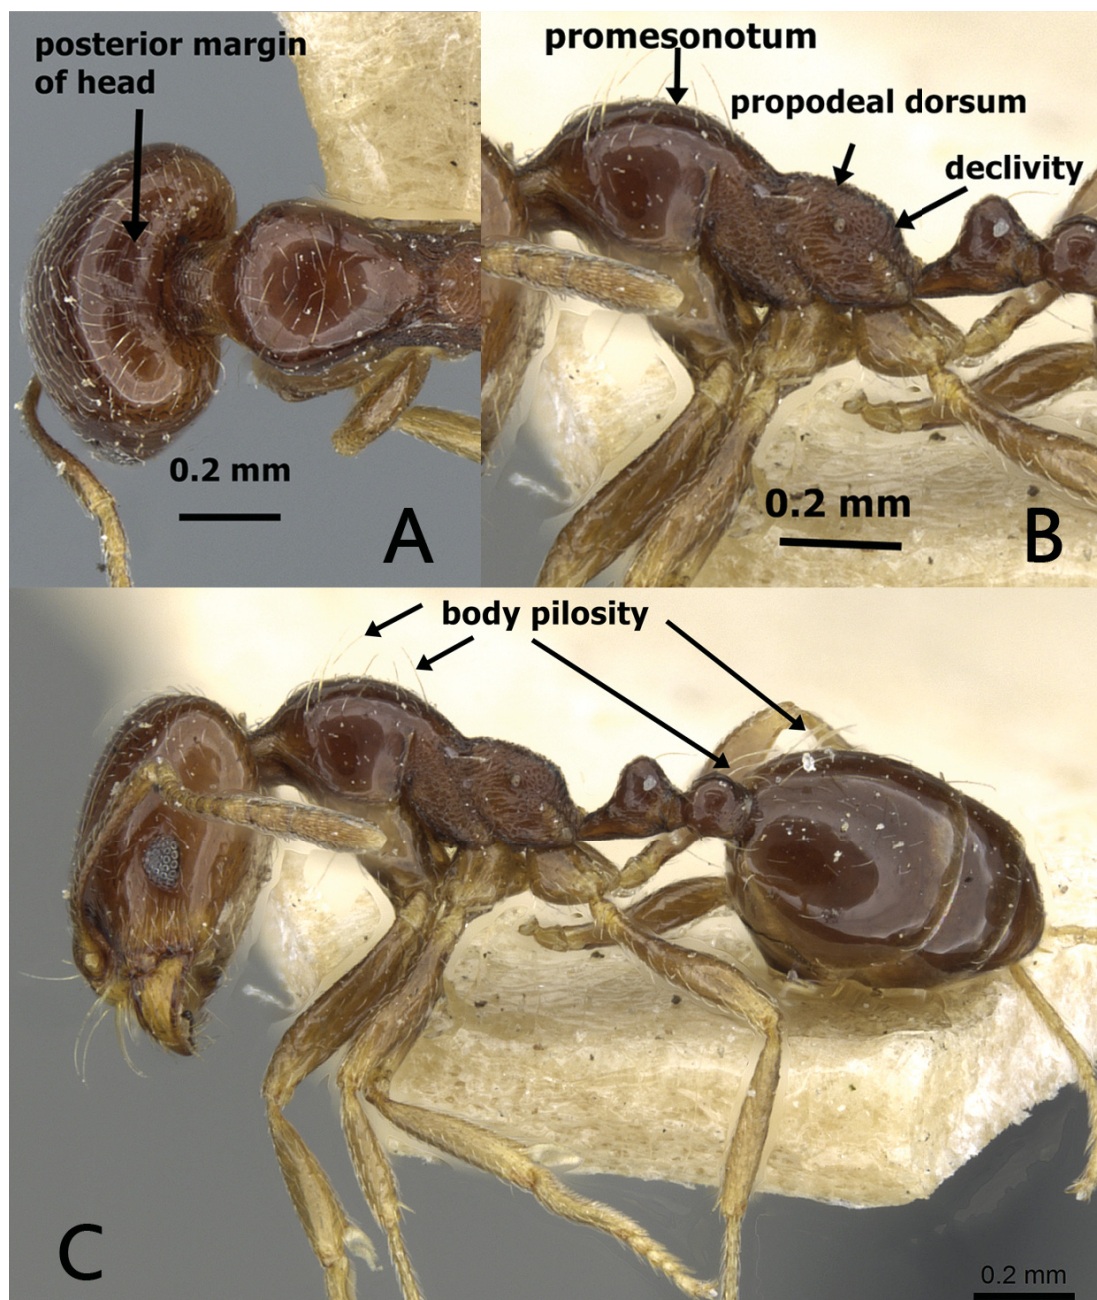 posterior margin
of head
0.2 mm
A
promesonotum
propodeal dorsum
declivity
0.2 mm
B
body pilosity
C
0.2 mm